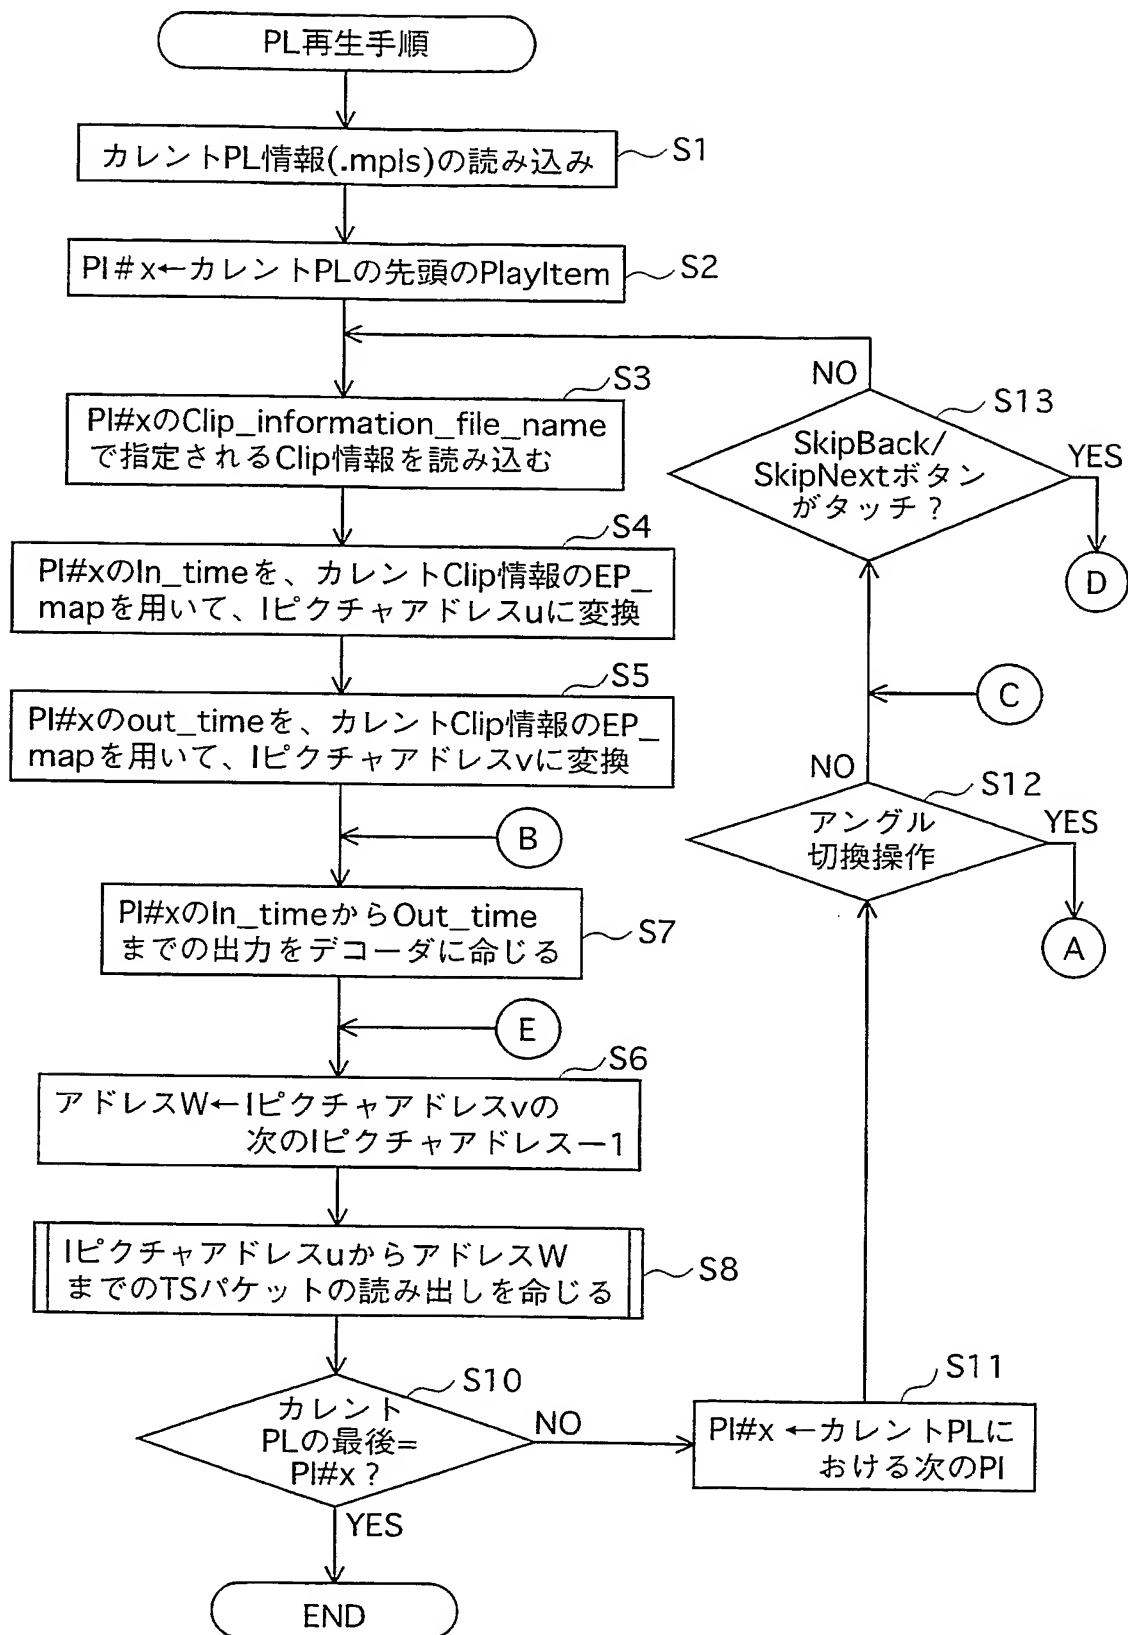 PL再生手順
カレントPL情報(.mpls)の読み込み
S1
PI#x←カレントPLの先頭のPlayItem
S2
S3
PI#xのClip_information_file_name
で指定されるClip情報を読み込む
S4
PI#xのIn_timeを、カレントClip情報のEP_
mapを用いて、Iピクチャアドレスuに変換
S5
PI#xのout_timeを、カレントClip情報のEP_
mapを用いて、Iピクチャアドレスvに変換
B
PI#xのIn_timeからOut_time
までの出力をデコーダに命じる
S7
E
S6
アドレスW←Iピクチャアドレスvの
次のIピクチャアドレスー1
IピクチャアドレスuからアドレスW
までのTSパケットの読み出しを命じる
S8
S10
カレント
PLの最後=
PI#x?
NO
YES
END
S11
PI#x ←カレントPLに
おける次のPI
S12
アングル
切換操作
NO
YES
A
C
S13
SkipBack/
SkipNextボタン
がタッチ?
NO
YES
D